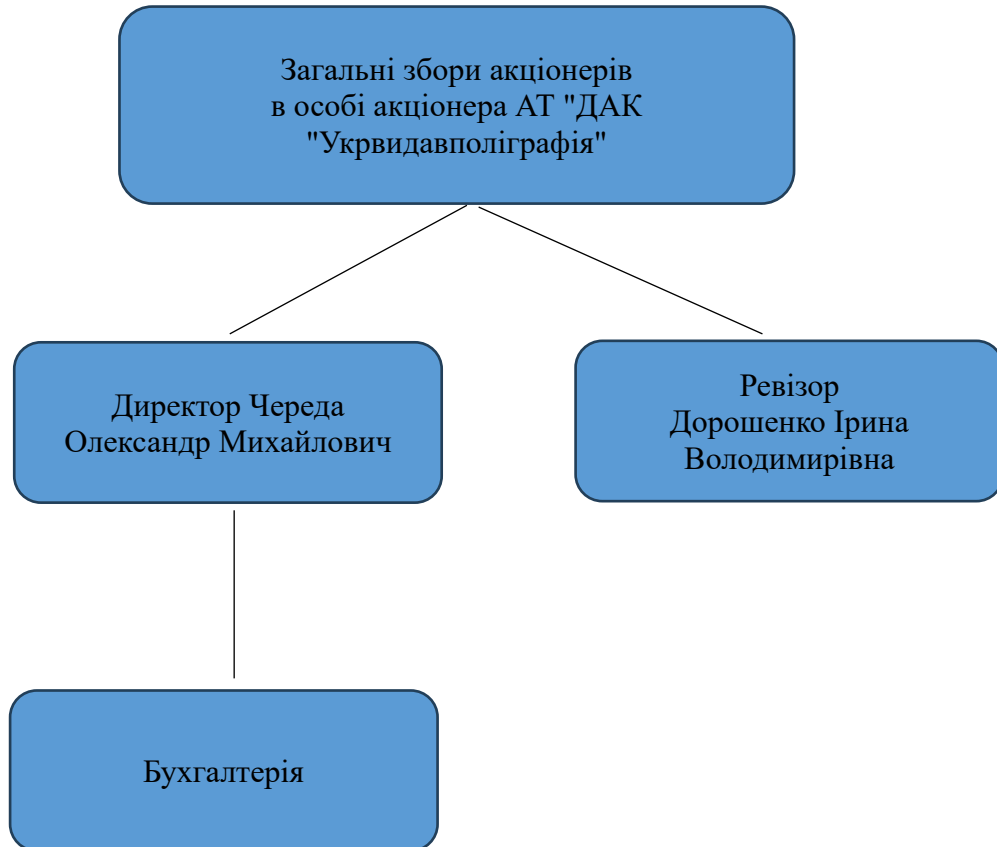 Загальні збори акціонерів
в особі акціонера АТ "ДАК
"Укрвидавполіграфія"
Директор Череда
Олександр Михайлович
Ревізор
Дорошенко Ірина
Володимирівна
Бухгалтерія